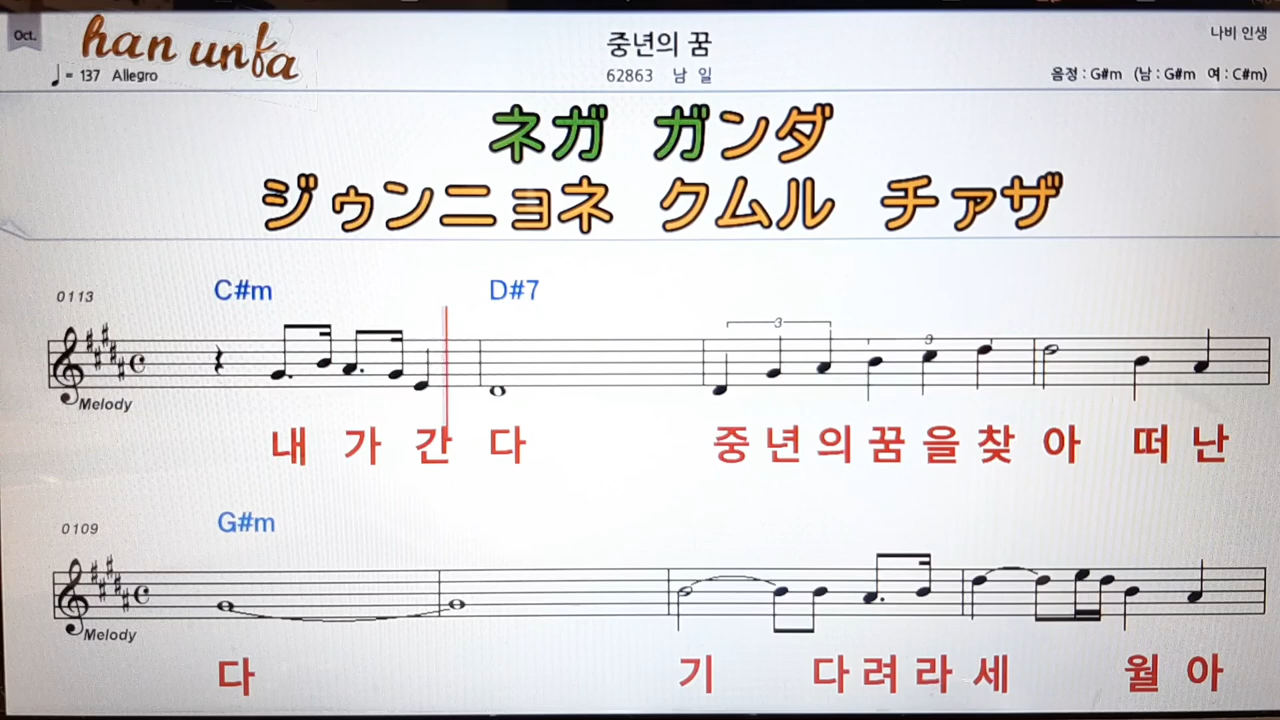 Oct.
han unfa
♩ = 137 Allegro
중년의 꿈
62863 남 일
나비 인생
음정 : G#m (남 : G#m 여 : C#m)
ネガ ガンダ
ジゥンニョネ クムル チァザ
0113
C#m D#7
3 3
Melody
내 가 간 다 중 년 의 꿈 을 찾 아 떠 난
0109
G#m
Melody
다 기 다 려 라 세 월 아